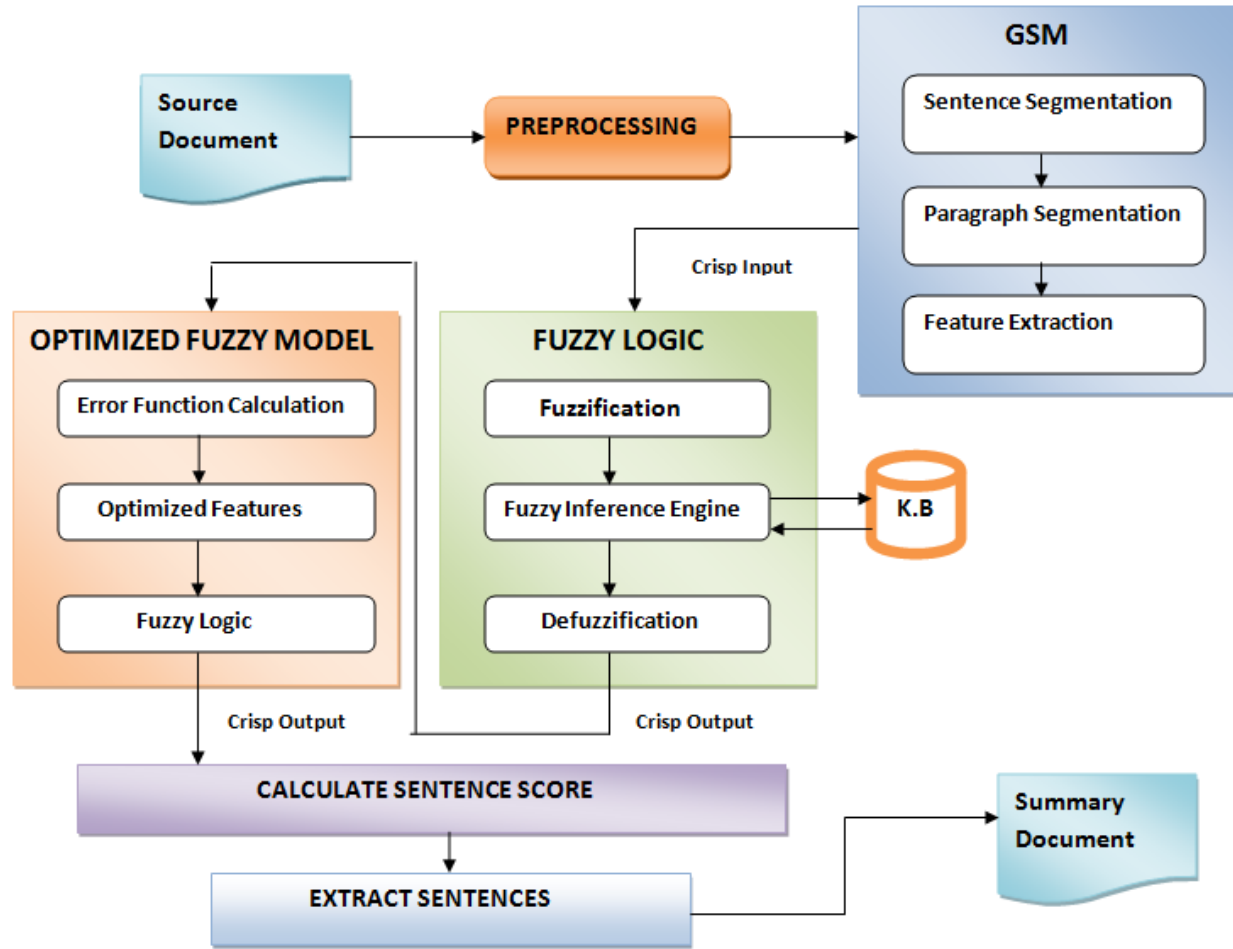 GSM
Source
Document
PREPROCESSING
Sentence Segmentation
Paragraph Segmentation
Feature Extraction
Crisp Input
OPTIMIZED FUZZY MODEL
Error Function Calculation
Optimized Features
Fuzzy Logic
FUZZY LOGIC
Fuzzification
Fuzzy Inference Engine
Defuzzification
K.B
Crisp Output
Crisp Output
CALCULATE SENTENCE SCORE
EXTRACT SENTENCES
Summary
Document